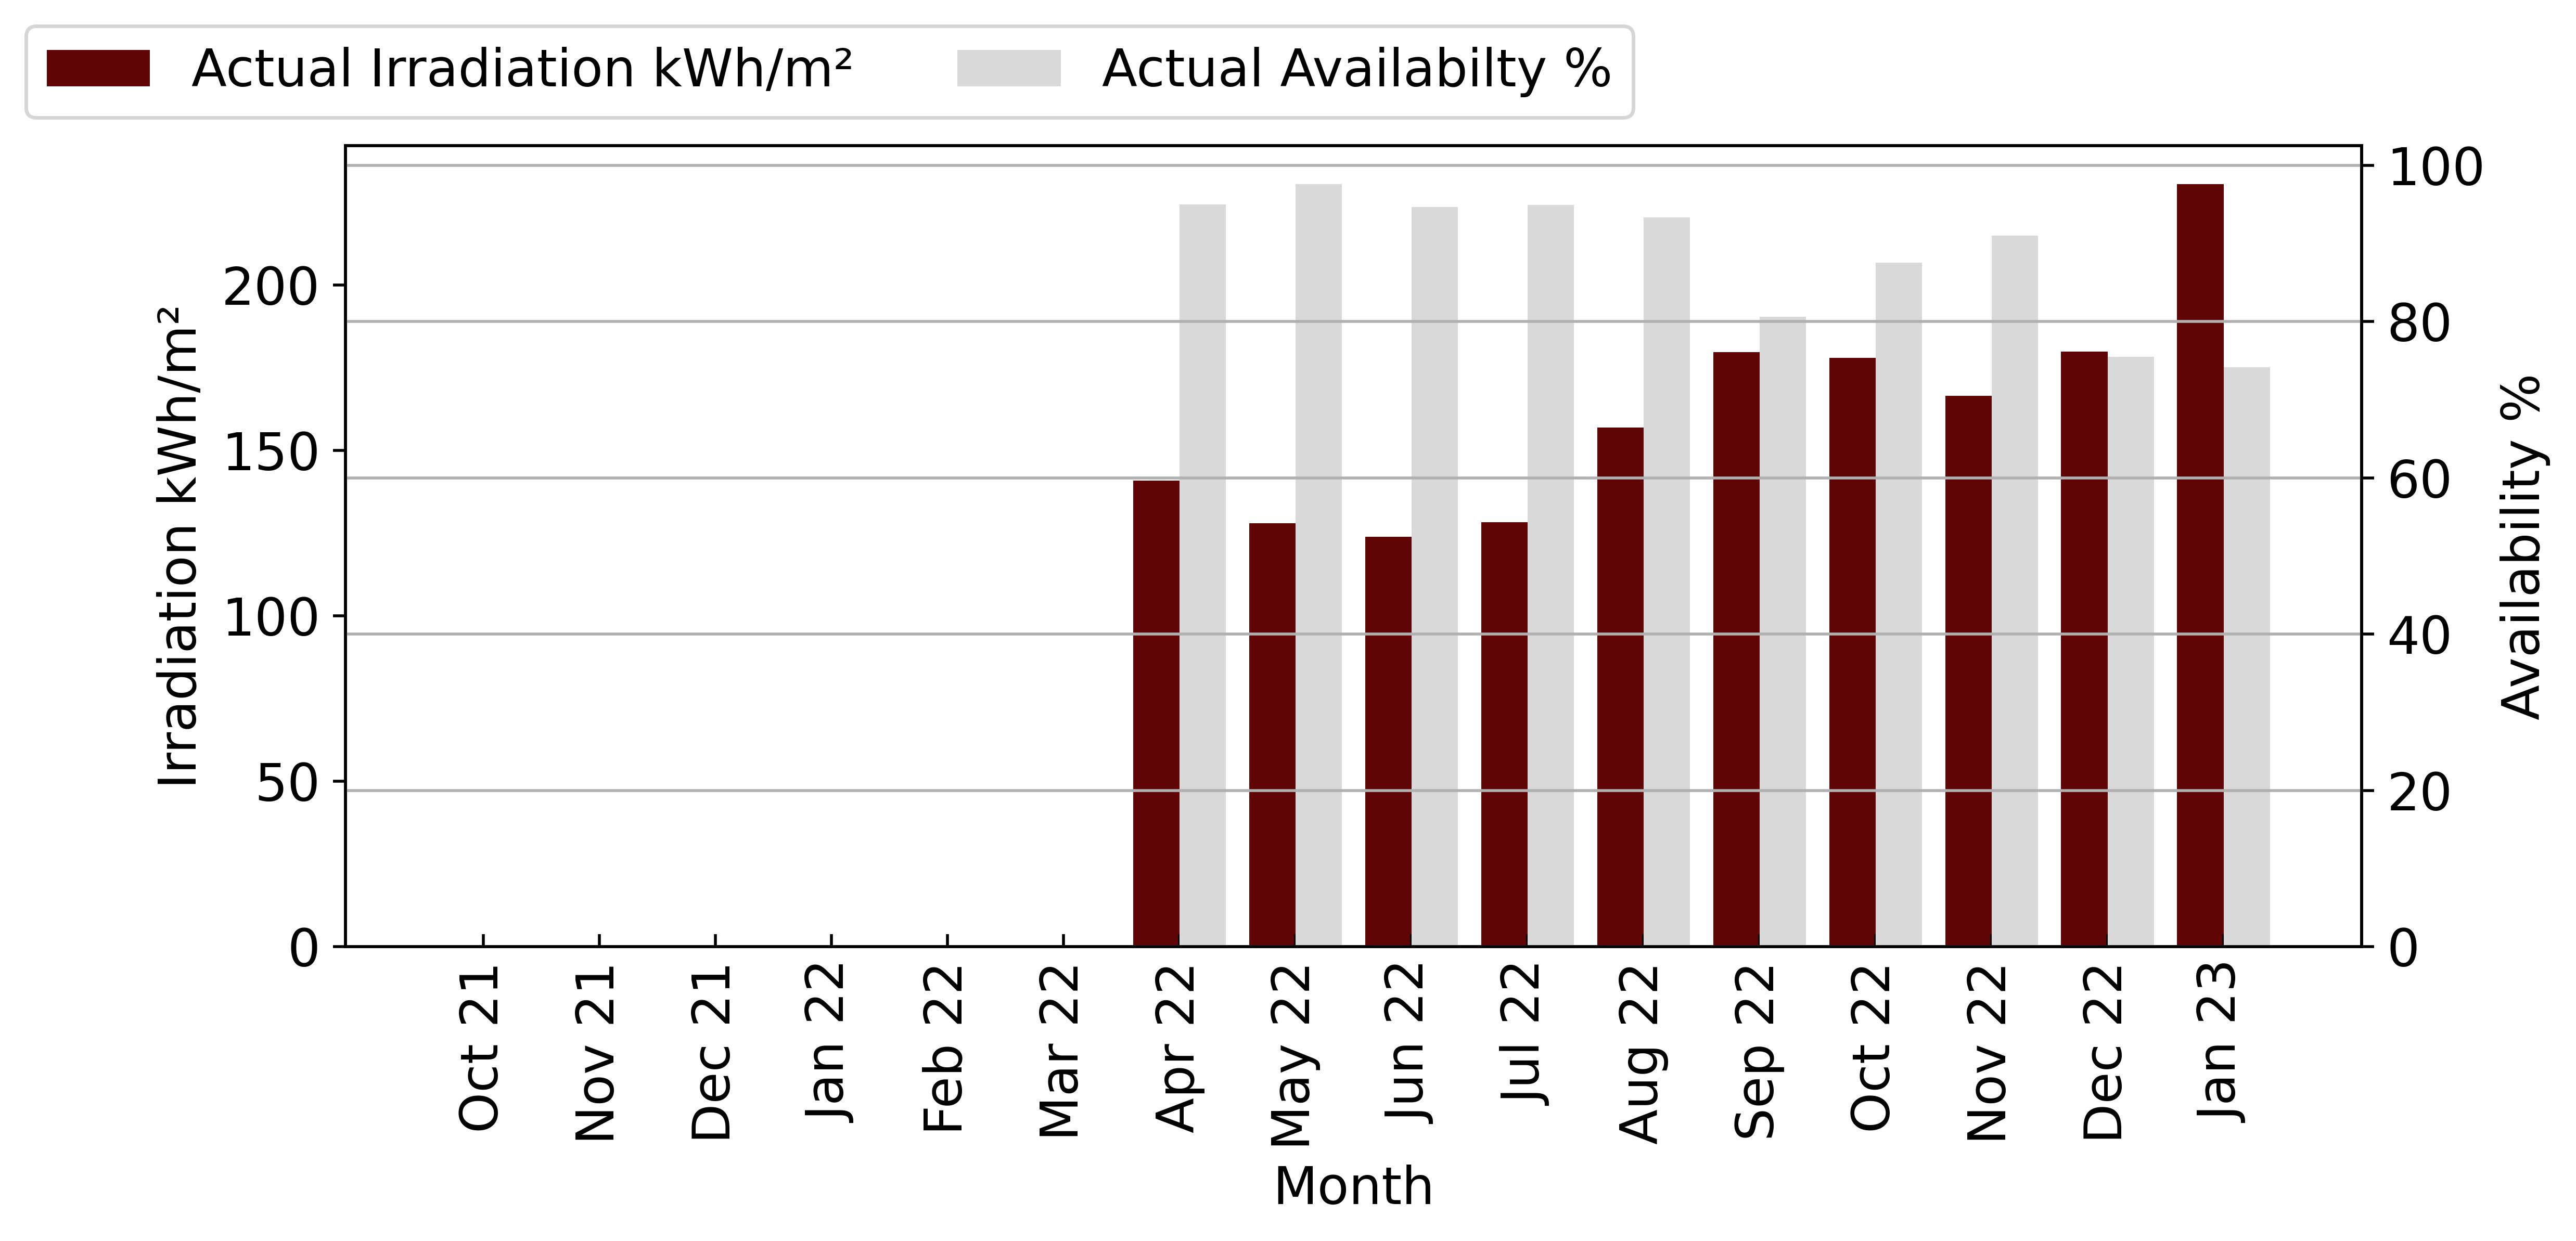 Actual Irradiation kWh/m²
Actual Availabilty %
Irradiation kWh/m²
200
150
100
50
0
100
80
60
40
20
0
Availability %
Oct 21
Nov 21
Dec 21
Jan 22
Feb 22
Mar 22
Apr 22
May 22
Jun 22
Jul 22
Aug 22
Sep 22
Oct 22
Nov 22
Dec 22
Jan 23
Month